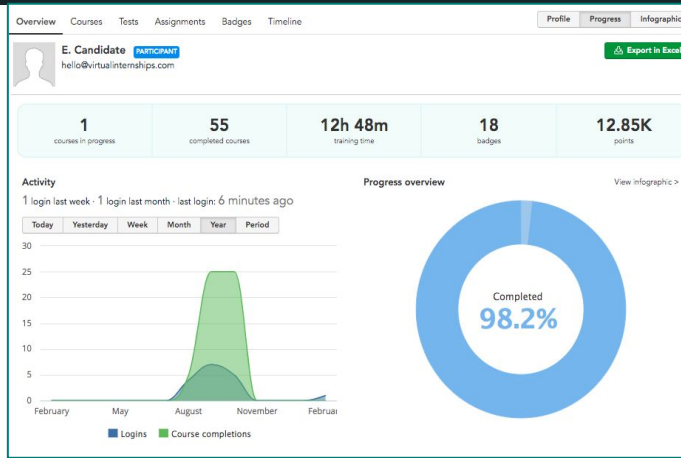 Overview Courses Tests Assignments Badges Timeline
Profile Progress Infographic
E. Candidate PARTICIPANT
hello@virtualinternships.com
Export in Excel
1 55 12h 48m 18 12.85K
courses in progress completed courses training time badges points
Activity
1 login last week · 1 login last month · last login: 6 minutes ago
Today Yesterday Week Month Year Period
30
25
20
15
10
5
0
February May August November Februar
Logins Course completions
Progress overview View infographic >
Completed
98.2%